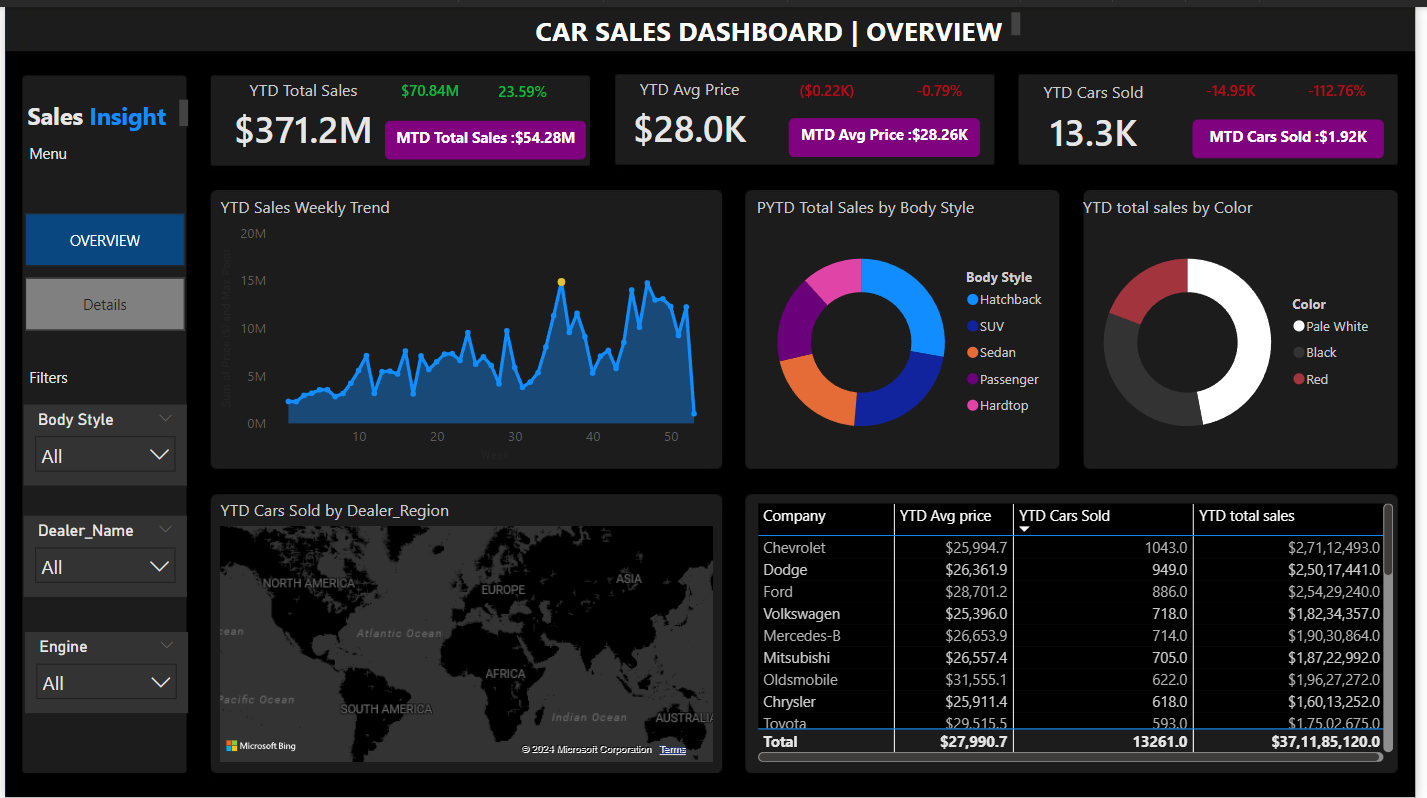 CAR SALES DASHBOARD | OVERVIEW
Sales Insight
Menu
OVERVIEW
Details
Filters
Body Style
All
Dealer_Name
All
Engine
All
YTD Total Sales
$70.84M
23.59%
$371.2M
MTD Total Sales :$54.28M
YTD Avg Price
($0.22K)
-0.79%
$28.0K
MTD Avg Price :$28.26K
YTD Cars Sold
-14.95K
-112.76%
13.3K
MTD Cars Sold :$1.92K
YTD Sales Weekly Trend
20M
15M
10M
5M
0M
10 20 30 40 50
Week
PYTD Total Sales by Body Style
Body Style
Hatchback
SUV
Sedan
Passenger
Hardtop
YTD total sales by Color
Color
Pale White
Black
Red
YTD Cars Sold by Dealer_Region
NORTH AMERICA
EUROPE
ASIA
ean
Atlantic Ocean
AFRICA
Pacific Ocean
SOUTH AMERICA
Indian Ocean
AUSTRALIA
Microsoft Bing
© 2024 Microsoft Corporation Terms
Company YTD Avg price YTD Cars Sold YTD total sales
Chevrolet $25,994.7 1043.0 $2,71,12,493.0
Dodge $26,361.9 949.0 $2,50,17,441.0
Ford $28,701.2 886.0 $2,54,29,240.0
Volkswagen $25,396.0 718.0 $1,82,34,357.0
Mercedes-B $26,653.9 714.0 $1,90,30,864.0
Mitsubishi $26,557.4 705.0 $1,87,22,992.0
Oldsmobile $31,555.1 622.0 $1,96,27,272.0
Chrysler $25,911.4 618.0 $1,60,13,252.0
Toyota $29,515.5 593.0 $1,75,02,675.0
Total $27,990.7 13261.0 $37,11,85,120.0